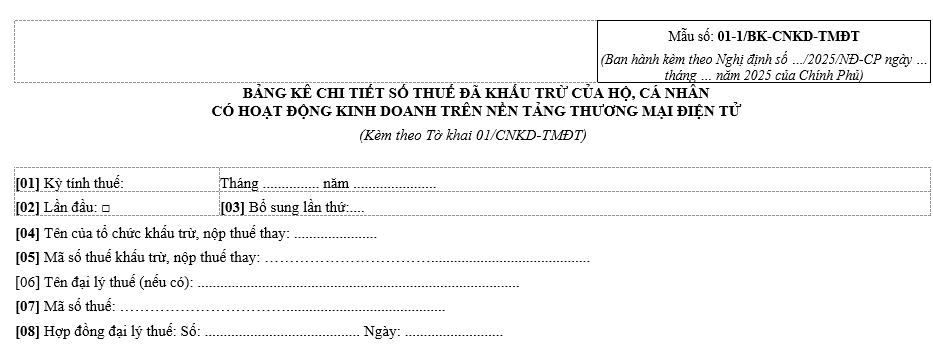 Mẫu số: 01-1/BK-CNKD-TMĐT
(Ban hành kèm theo Nghị định số …/2025/NĐ-CP ngày …
tháng … năm 2025 của Chính Phủ)
BẢNG KÊ CHI TIẾT SỐ THUẾ ĐÃ KHẤU TRỪ CỦA HỘ, CÁ NHÂN
CÓ HOẠT ĐỘNG KINH DOANH TRÊN NỀN TẢNG THƯƠNG MẠI ĐIỆN TỬ
(Kèm theo Tờ khai 01/CNKD-TMĐT)
[01] Kỳ tính thuế: Tháng ............... năm ......................
[02] Lần đầu: □ [03] Bổ sung lần thứ:....
[04] Tên của tổ chức khấu trừ, nộp thuế thay: ......................
[05] Mã số thuế khấu trừ, nộp thuế thay: ……………………………………..........................................
[06] Tên đại lý thuế (nếu có): .....................................................................................
[07] Mã số thuế: ……………………………………..........................................
[08] Hợp đồng đại lý thuế: Số: ......................................... Ngày: ..........................